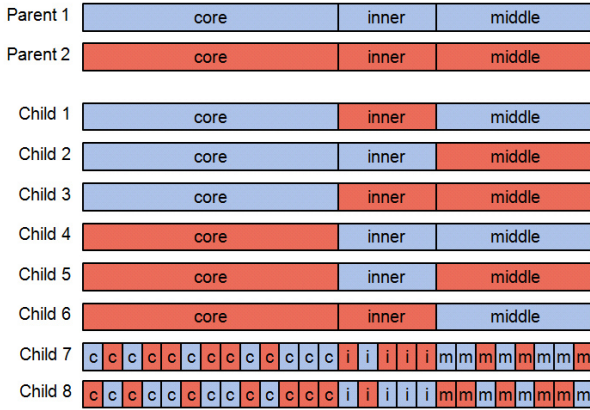 Parent 1 core inner middle
Parent 2 core inner middle
Child 1 core inner middle
Child 2 core inner middle
Child 3 core inner middle
Child 4 core inner middle
Child 5 core inner middle
Child 6 core inner middle
Child 7 c c c c c c c c c c c c c i i i i i m m m m m m m m
Child 8 c c c c c c c c c c c c c i i i i i m m m m m m m m